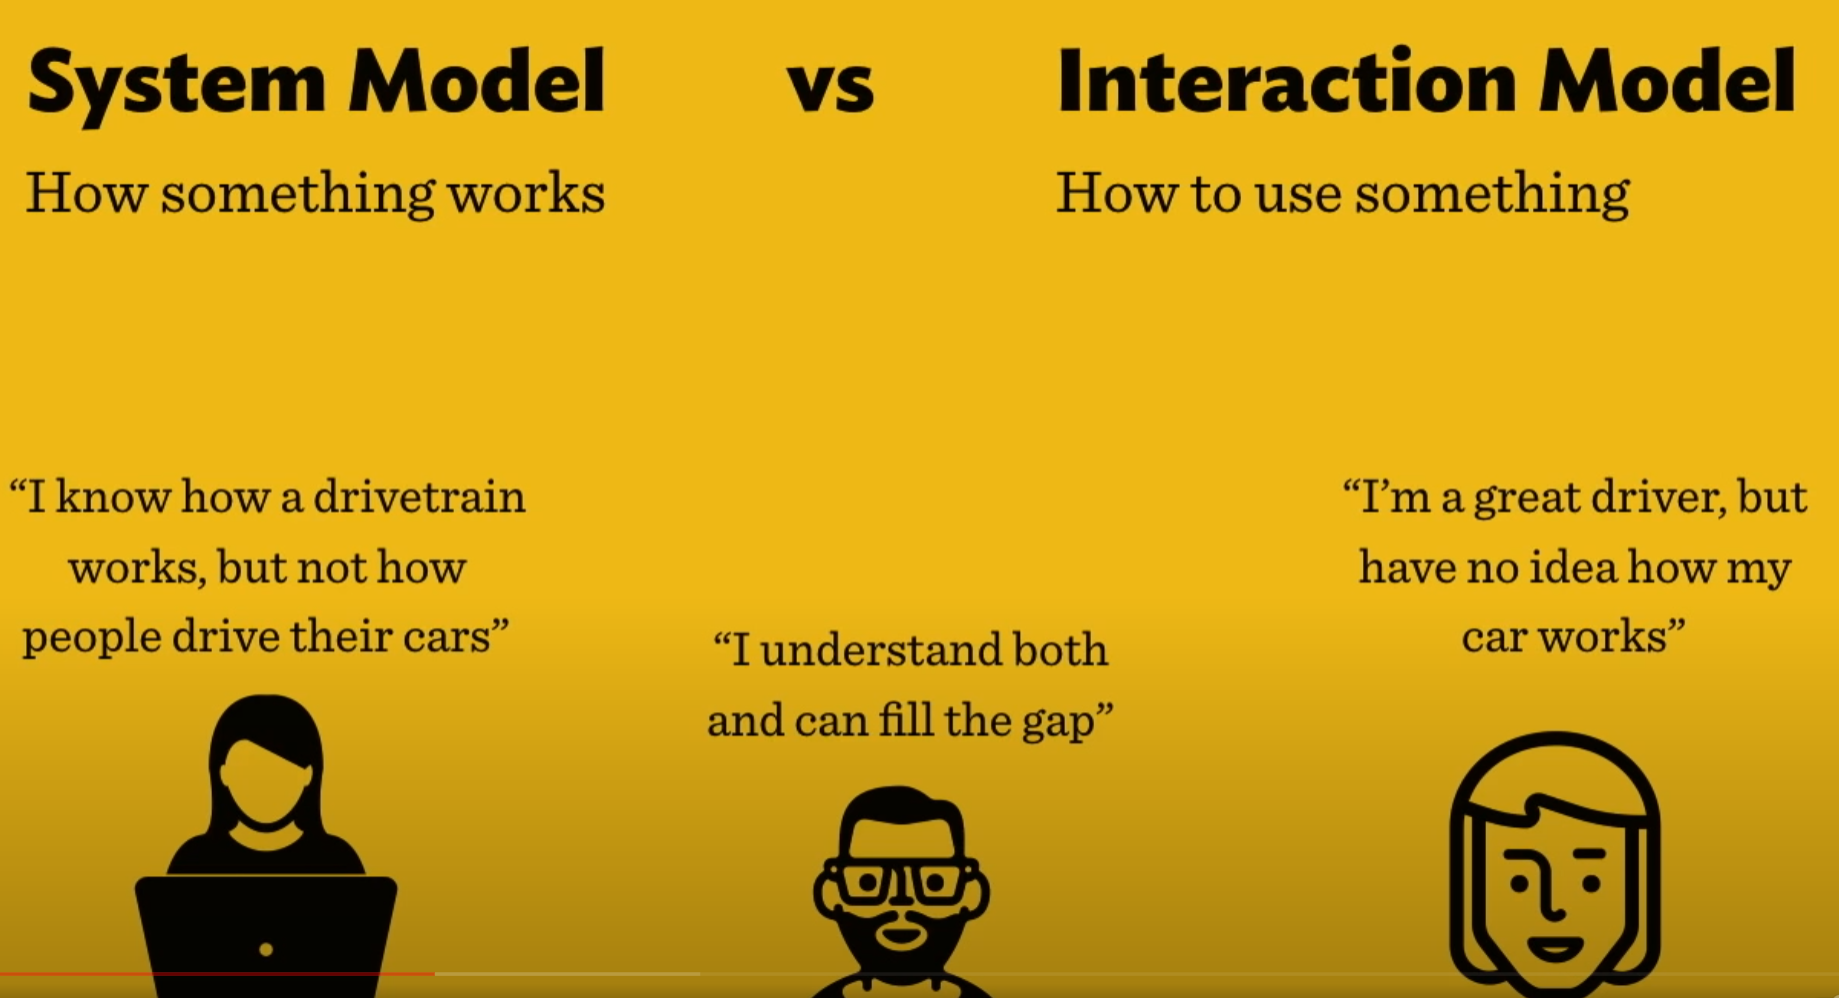 System Model
vs
Interaction Model
How something works
How to use something
“I know how a drivetrain
works, but not how
people drive their cars”
“I understand both
and can fill the gap”
“I’m a great driver, but
have no idea how my
car works”